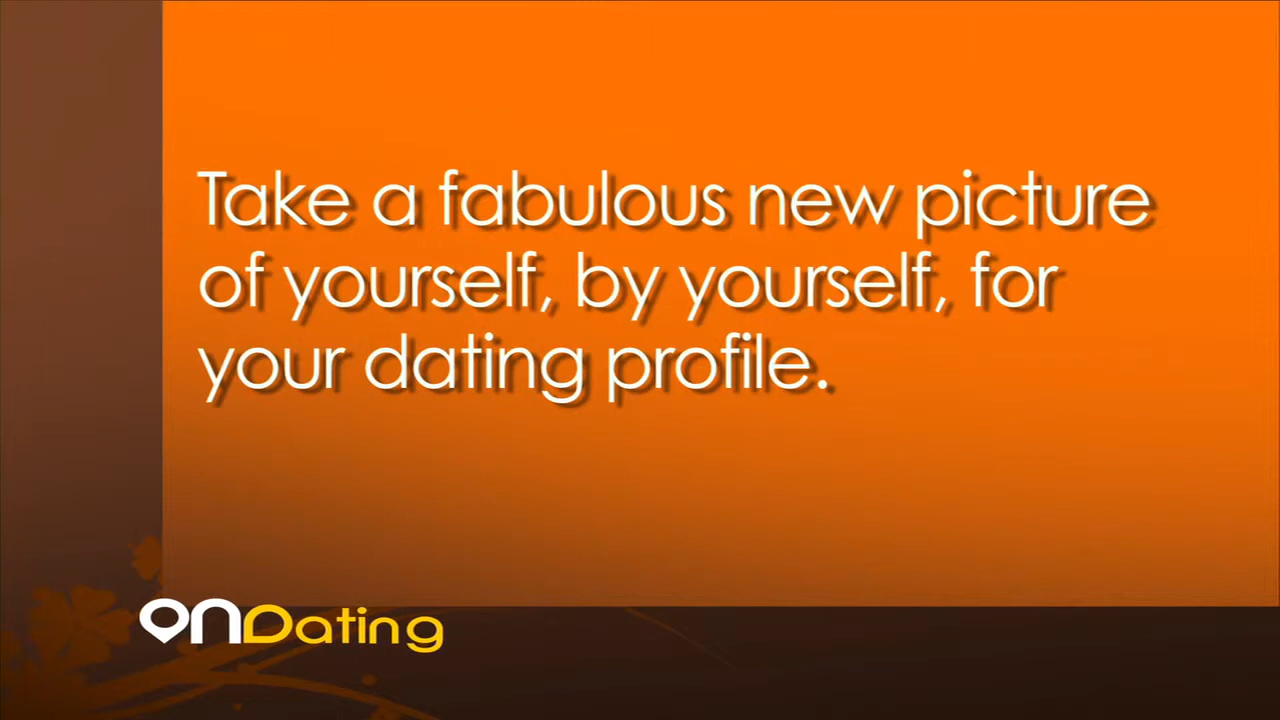 Take a fabulous new picture
of yourself, by yourself, for
your dating profile.
onDating